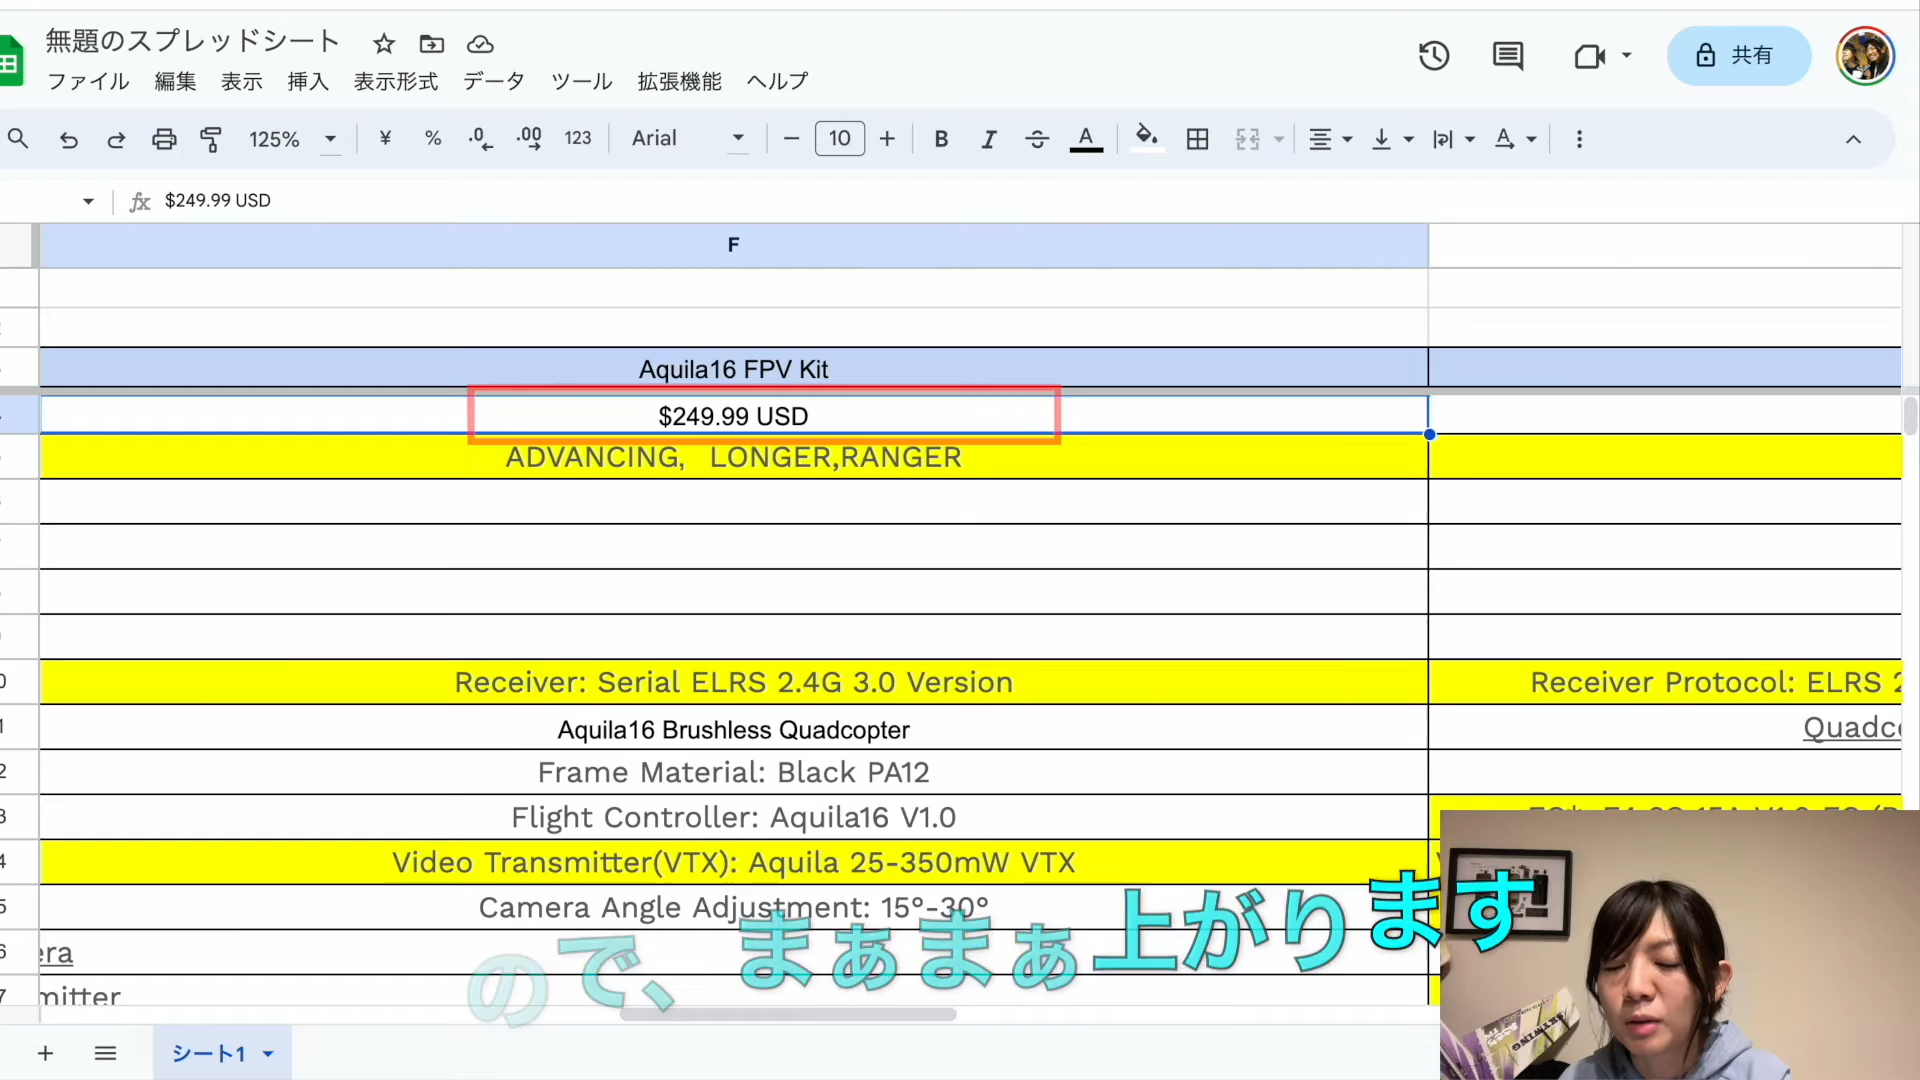 無題のスプレッドシート
ファイル 編集 表示 挿入 表示形式 データ ツール 拡張機能 ヘルプ
共有
125% ¥ % .0 .00 123 Arial 10 B I A A
fx $249.99 USD
F
Aquila16 FPV Kit
$249.99 USD
ADVANCING, LONGER,RANGER
Receiver: Serial ELRS 2.4G 3.0 Version
Receiver Protocol: ELRS 2
Aquila16 Brushless Quadcopter
Quadc
Frame Material: Black PA12
Flight Controller: Aquila16 V1.0
Video Transmitter(VTX): Aquila 25-350mW VTX
Camera Angle Adjustment: 15°-30°
era
mitter
ので、まぁまぁ上がります
シート1